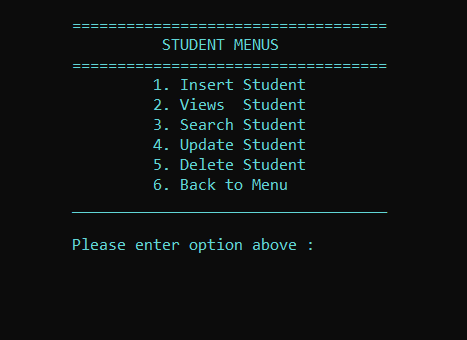 ===================================
STUDENT MENUS
===================================
1. Insert Student
2. Views  Student
3. Search Student
4. Update Student
5. Delete Student
6. Back to Menu
___________________________________
Please enter option above :